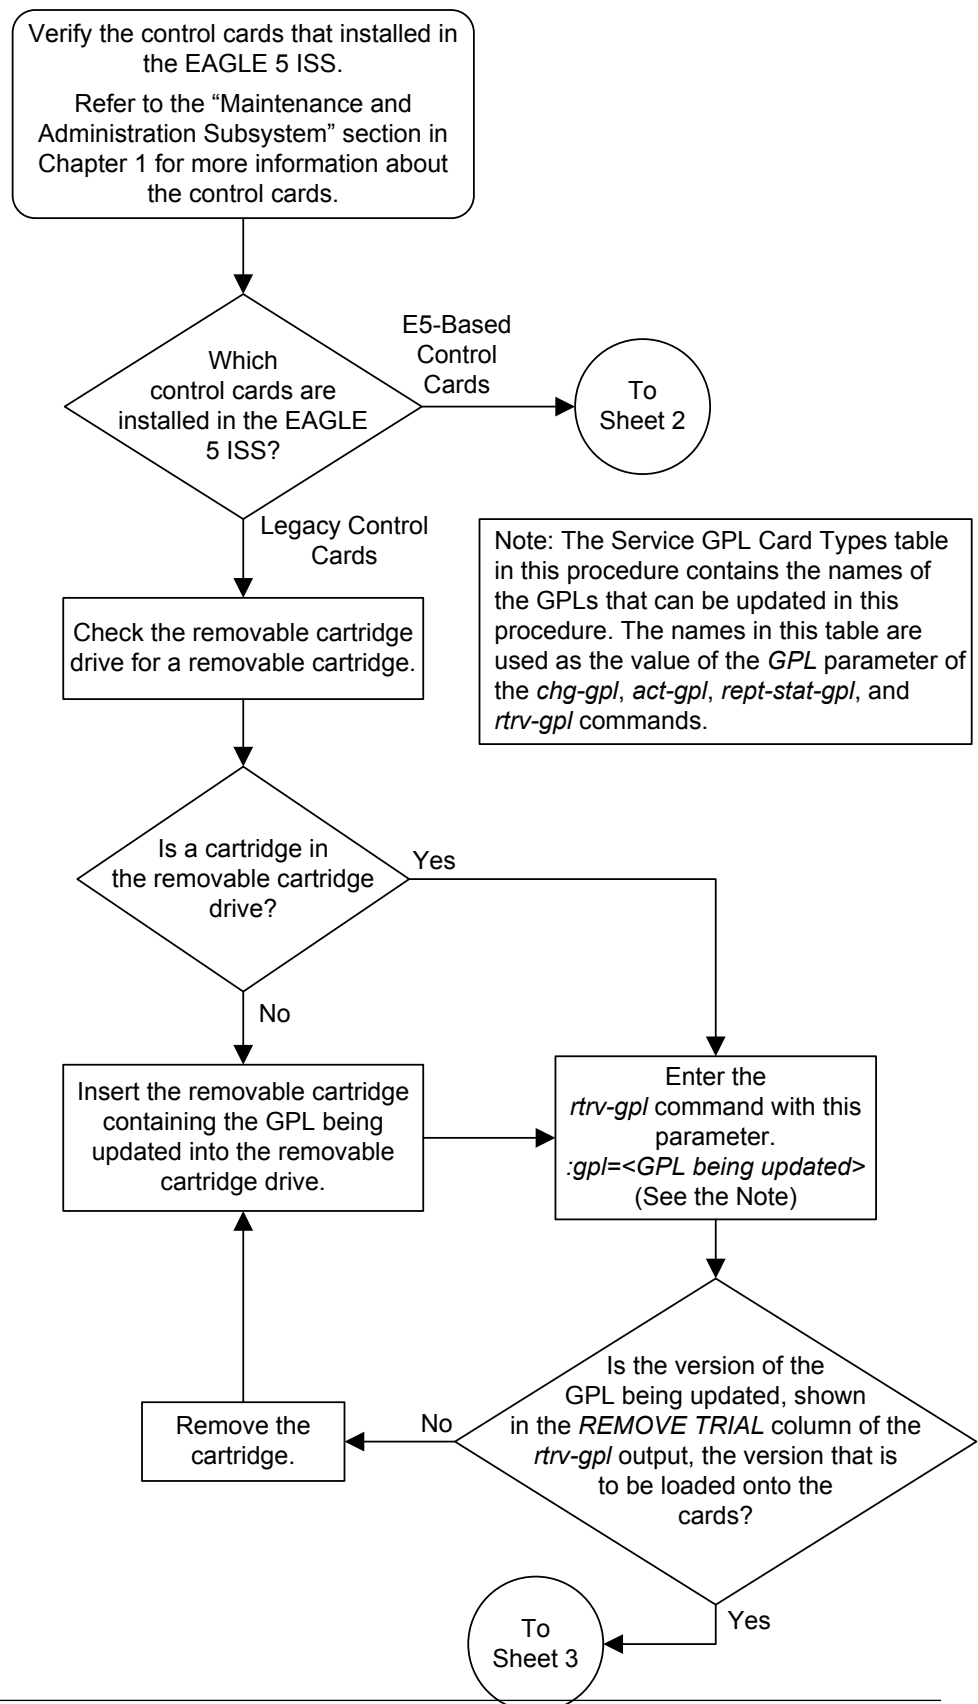 Verify the control cards that installed in
the EAGLE 5 ISS.
Refer to the “Maintenance and
Administration Subsystem” section in
Chapter 1 for more information about
the control cards.
Which
control cards are
installed in the EAGLE
5 ISS?
E5-Based
Control
Cards
To
Sheet 2
Legacy Control
Cards
Note: The Service GPL Card Types table
in this procedure contains the names of
the GPLs that can be updated in this
procedure. The names in this table are
used as the value of the GPL parameter of
the chg-gpl, act-gpl, rept-stat-gpl, and
rtrv-gpl commands.
Check the removable cartridge
drive for a removable cartridge.
Is a cartridge in
the removable cartridge
drive?
Yes
No
Insert the removable cartridge
containing the GPL being
updated into the removable
cartridge drive.
Enter the
rtrv-gpl command with this
parameter.
:gpl=<GPL being updated>
(See the Note)
Is the version of the
GPL being updated, shown
in the REMOVE TRIAL column of the
rtrv-gpl output, the version that is
to be loaded onto the
cards?
No
Remove the
cartridge.
Yes
To
Sheet 3